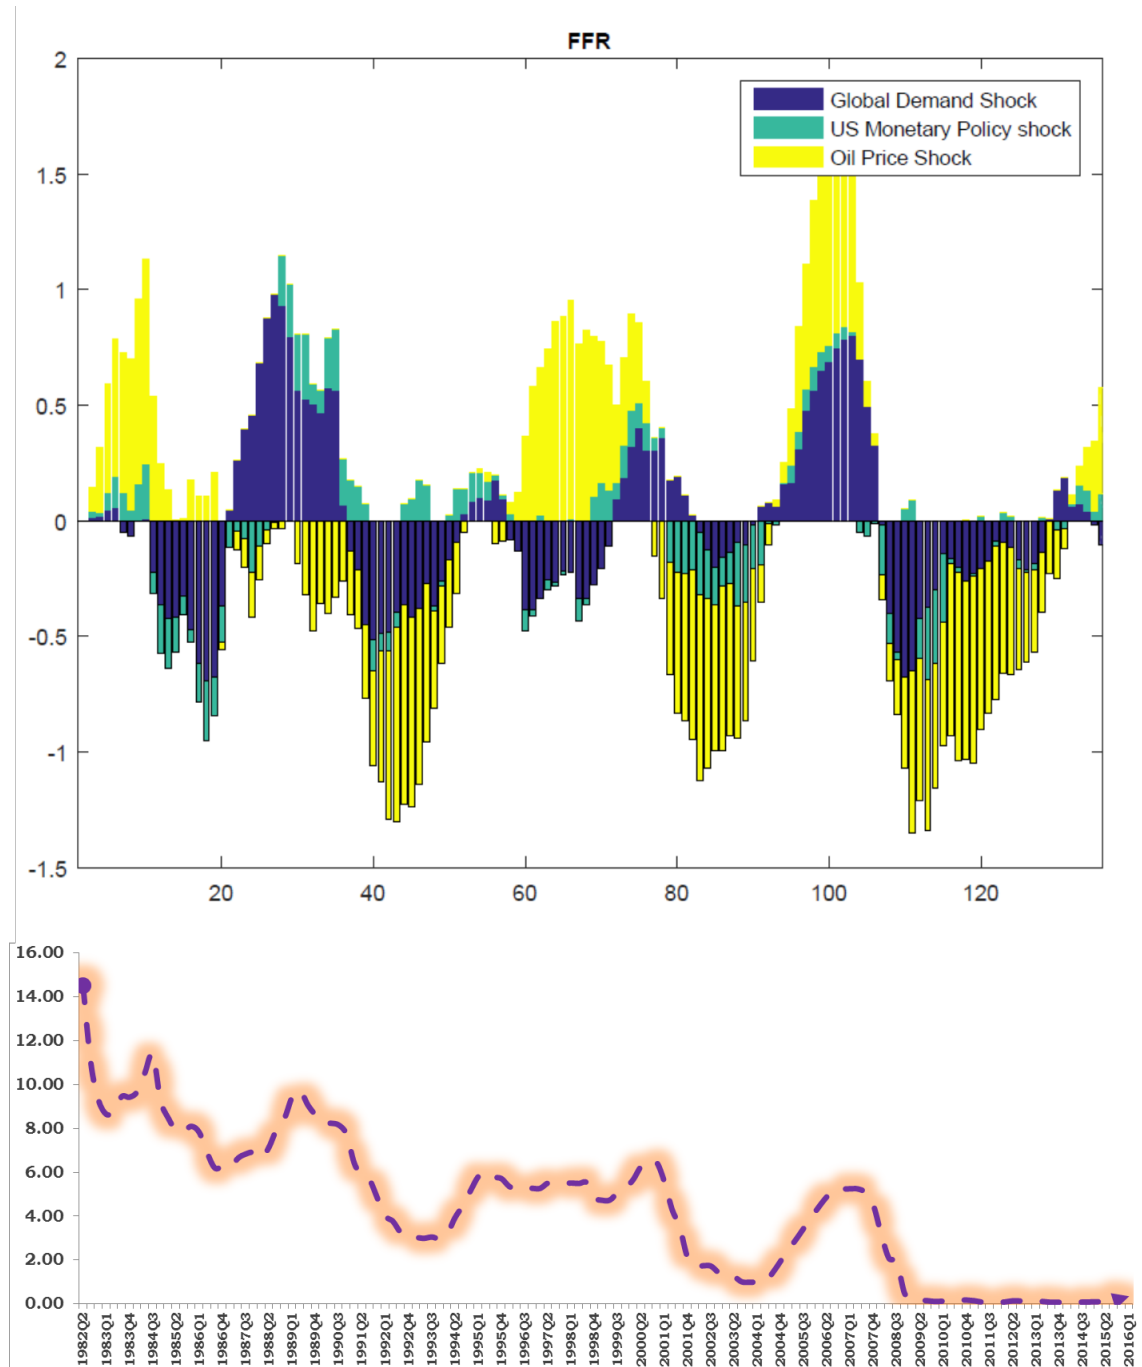 FFR
2
Global Demand Shock
US Monetary Policy shock
Oil Price Shock
1.5
1
0.5
0
-0.5
-1
-1.5
20
40
60
80
100
120
16.00
14.00
12.00
10.00
8.00
6.00
4.00
2.00
0.00
1982Q2
1983Q1
1983Q4
1984Q3
1985Q2
1986Q1
1986Q4
1987Q3
1988Q2
1989Q1
1989Q4
1990Q3
1991Q2
1992Q1
1992Q4
1993Q3
1994Q2
1995Q1
1995Q4
1996Q3
1997Q2
1998Q1
1998Q4
1999Q3
2000Q2
2001Q1
2001Q4
2002Q3
2003Q2
2004Q1
2004Q4
2005Q3
2006Q2
2007Q1
2007Q4
2008Q3
2009Q2
2010Q1
2010Q4
2011Q3
2012Q2
2013Q1
2013Q4
2014Q3
2015Q2
2016Q1